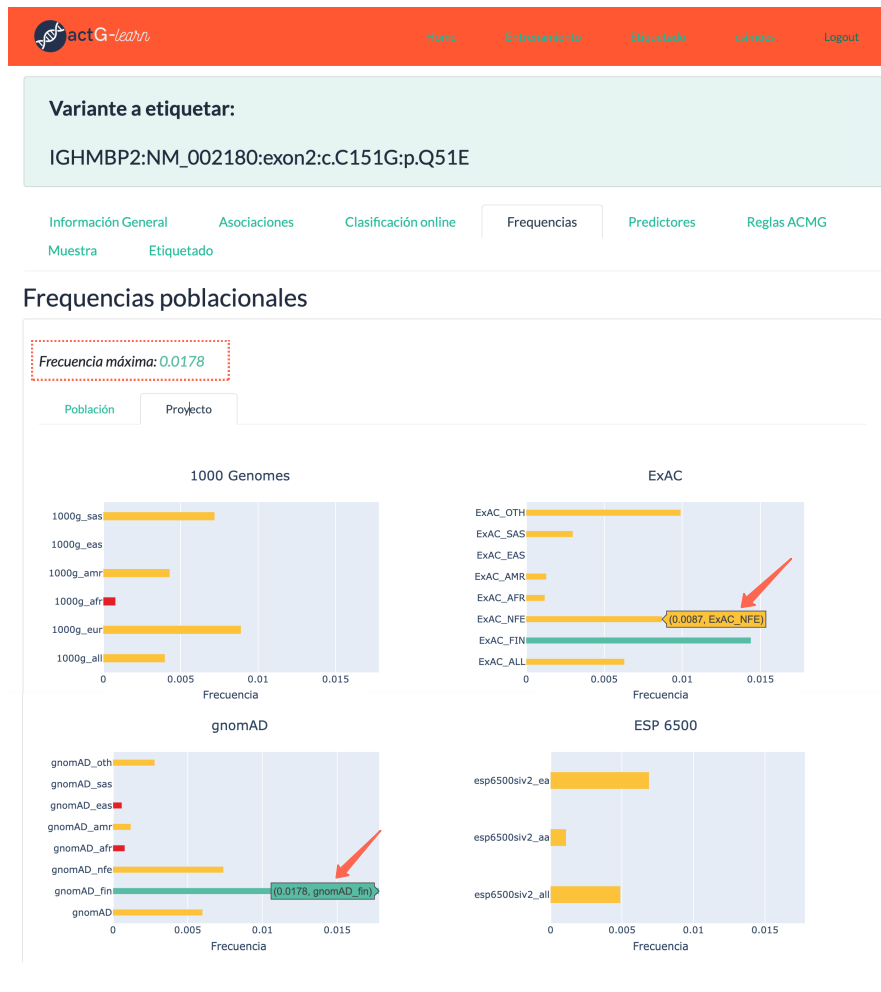 actG-learn
Home Entrenamiento Etiquetado esimoes Logout
Variante a etiquetar:
IGHMBP2:NM_002180:exon2:c.C151G:p.Q51E
Información General Asociaciones Clasificación online Frequencias Predictores Reglas ACMG
Muestra Etiquetado
Frequencias poblacionales
Frecuencia máxima: 0.0178
Población Proyecto
1000 Genomes
1000g_sas
1000g_eas
1000g_amr
1000g_afr
1000g_eur
1000g_all
0 0.005 0.01 0.015
Frecuencia
ExAC
ExAC_OTH
ExAC_SAS
ExAC_EAS
ExAC_AMR
ExAC_AFR
ExAC_NFE
(0.0087, ExAC_NFE)
ExAC_FIN
ExAC_ALL
0 0.005 0.01 0.015
Frecuencia
gnomAD
gnomAD_oth
gnomAD_sas
gnomAD_eas
gnomAD_amr
gnomAD_afr
gnomAD_nfe
gnomAD_fin
(0.0178, gnomAD_fin)
gnomAD
0 0.005 0.01 0.015
Frecuencia
ESP 6500
esp6500siv2_ea
esp6500siv2_aa
esp6500siv2_all
0 0.005 0.01 0.015
Frecuencia